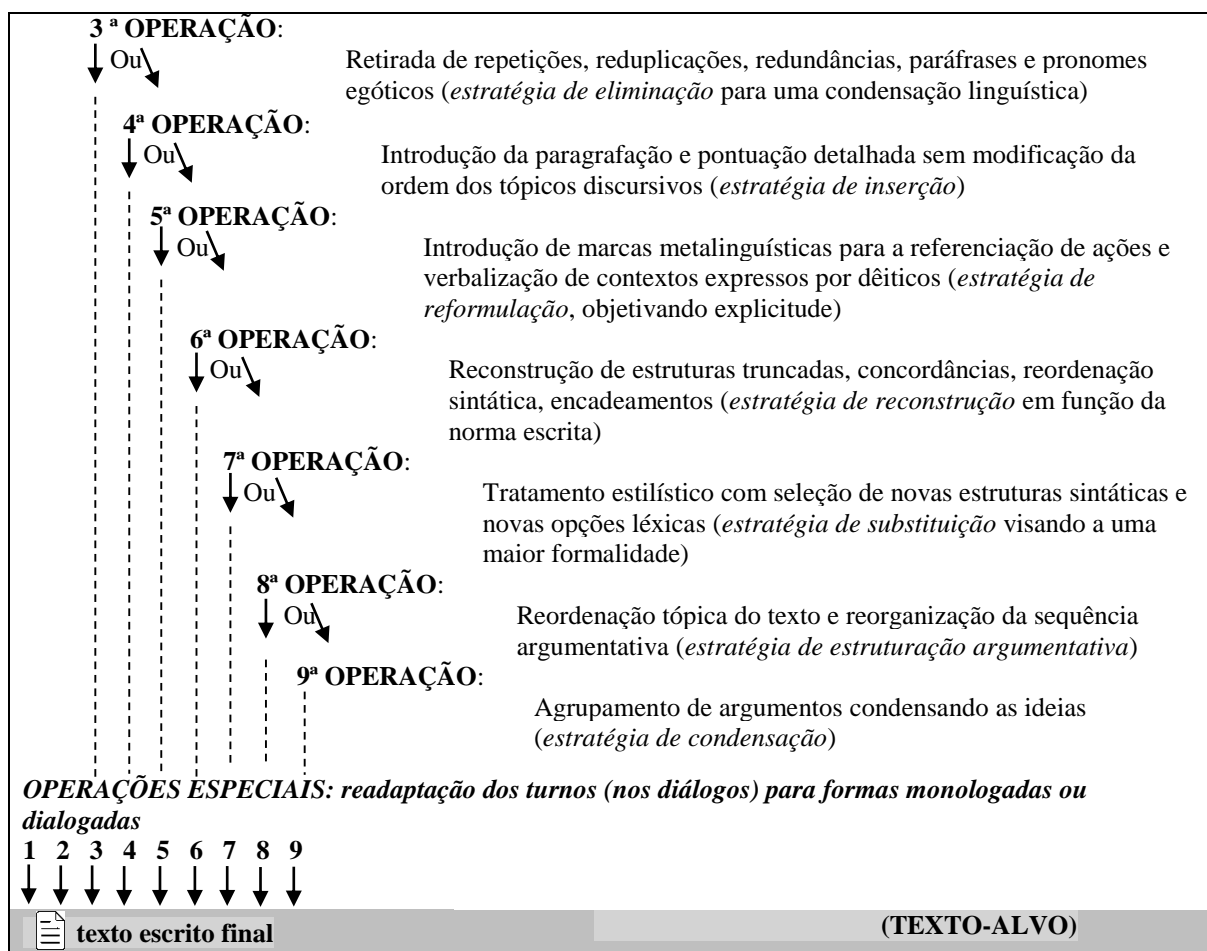 3 ª OPERAÇÃO:
Ou
Retirada de repetições, reduplicações, redundâncias, paráfrases e pronomes
egóticos (estratégia de eliminação para uma condensação linguística)
4ª OPERAÇÃO:
Ou
Introdução da paragrafação e pontuação detalhada sem modificação da
ordem dos tópicos discursivos (estratégia de inserção)
5ª OPERAÇÃO:
Ou
Introdução de marcas metalinguísticas para a referenciação de ações e
verbalização de contextos expressos por dêiticos (estratégia de
reformulação, objetivando explicitude)
6ª OPERAÇÃO:
Ou
Reconstrução de estruturas truncadas, concordâncias, reordenação
sintática, encadeamentos (estratégia de reconstrução em função da
norma escrita)
7ª OPERAÇÃO:
Ou
Tratamento estilístico com seleção de novas estruturas sintáticas e
novas opções léxicas (estratégia de substituição visando a uma
maior formalidade)
8ª OPERAÇÃO:
Ou
Reordenação tópica do texto e reorganização da sequência
argumentativa (estratégia de estruturação argumentativa)
9ª OPERAÇÃO:
Agrupamento de argumentos condensando as ideias
(estratégia de condensação)
OPERAÇÕES ESPECIAIS: readaptação dos turnos (nos diálogos) para formas monologadas ou
dialogadas
1 2 3 4 5 6 7 8 9
texto escrito final (TEXTO-ALVO)